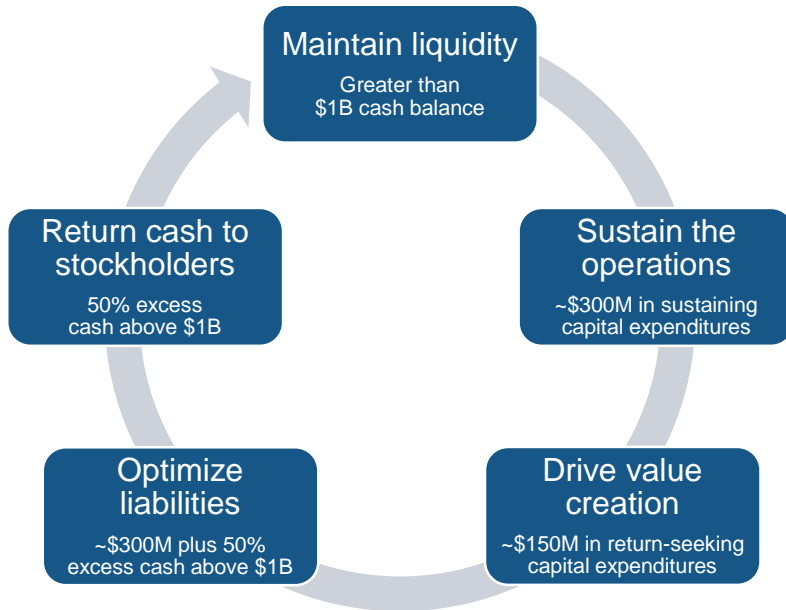 Maintain liquidity
Greater than
$1B cash balance
Sustain the
operations
~$300M in sustaining
capital expenditures
Drive value
creation
~$150M in return-seeking
capital expenditures
Optimize
liabilities
~$300M plus 50%
excess cash above $1B
Return cash to
stockholders
50% excess
cash above $1B